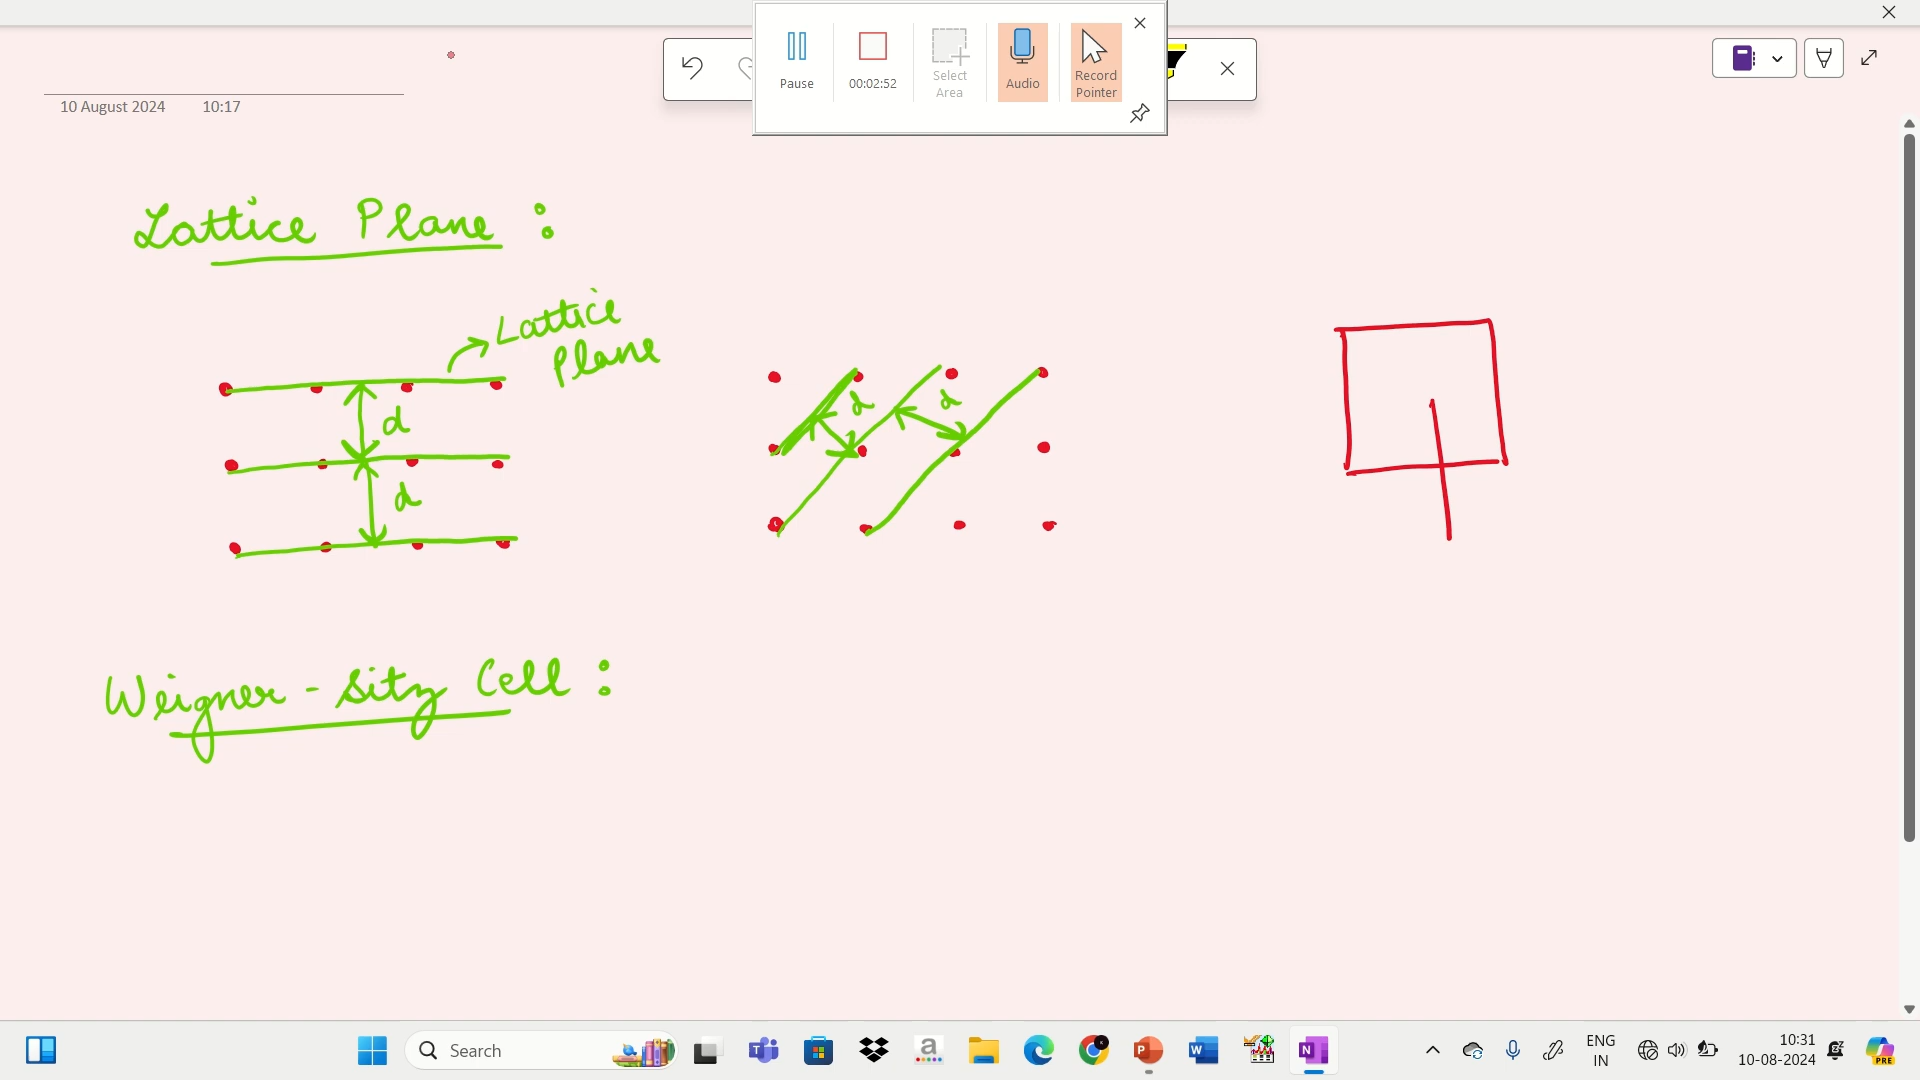 Pause
00:02:52
Select
Area
Audio
Record
Pointer
10 August 2024 10:17
Lattice Plane :
Lattice
Plane
d
d
d
d
Weigner - Sitz Cell :
Search
ENG
IN
10:31
10-08-2024
PRE